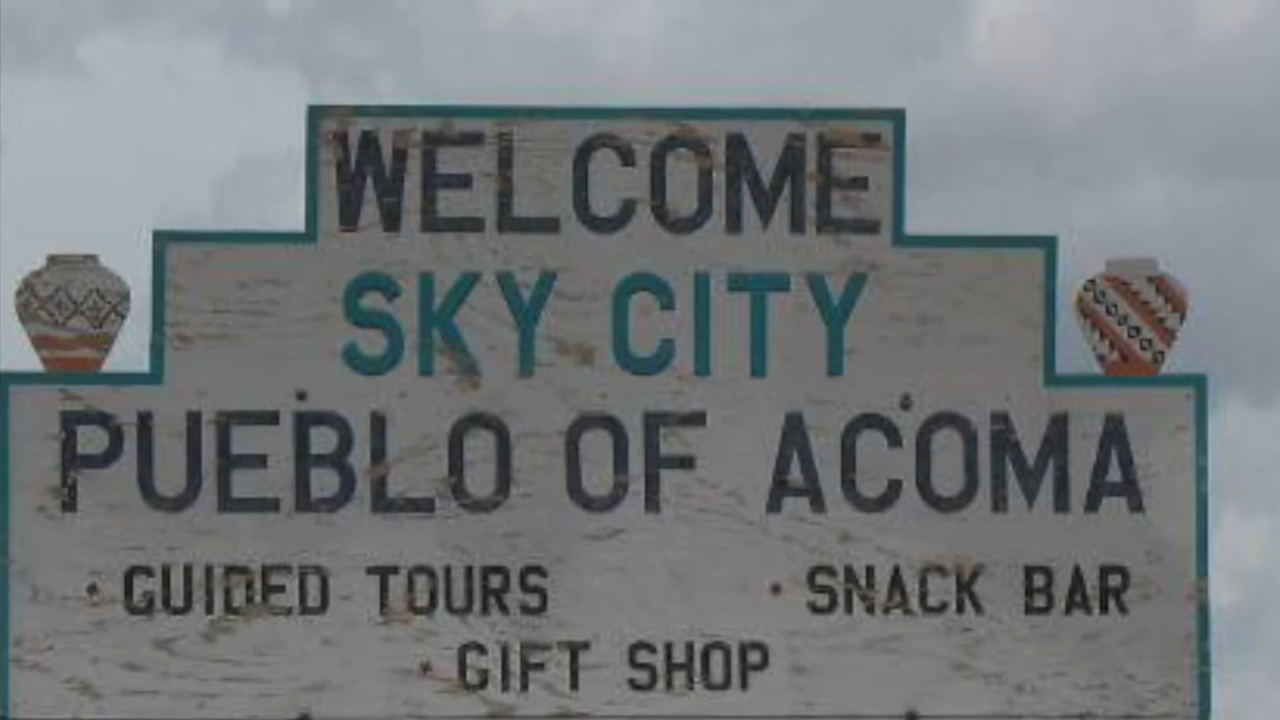 WELCOME
SKY CITY
PUEBLO OF ACOMA
• GUIDED TOURS • SNACK BAR
• GIFT SHOP